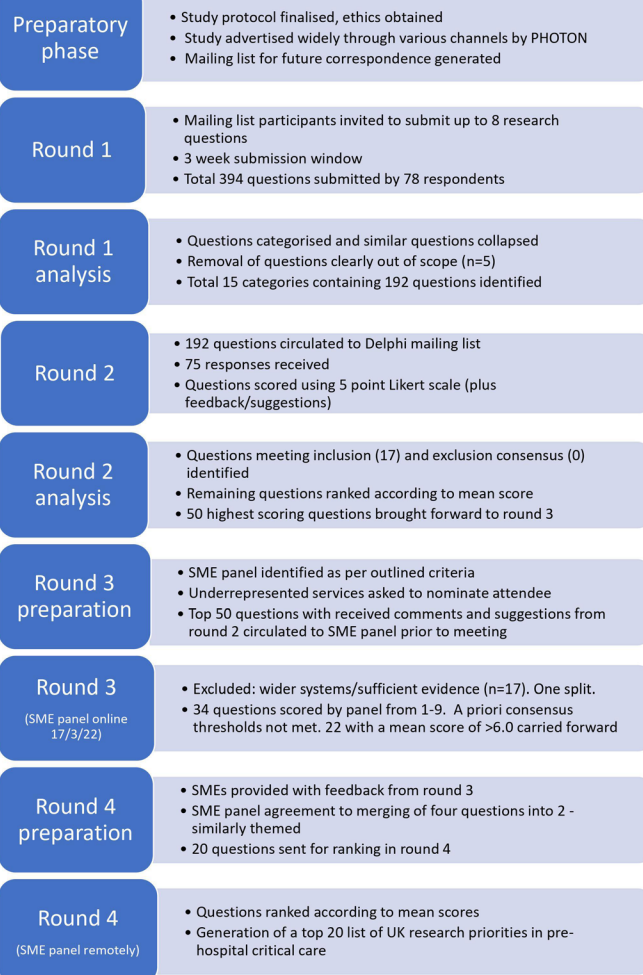 Preparatory
phase
• Study protocol finalised, ethics obtained
• Study advertised widely through various channels by PHOTON
• Mailing list for future correspondence generated
Round 1
• Mailing list participants invited to submit up to 8 research
questions
• 3 week submission window
• Total 394 questions submitted by 78 respondents
Round 1
analysis
• Questions categorised and similar questions collapsed
• Removal of questions clearly out of scope (n=5)
• Total 15 categories containing 192 questions identified
Round 2
• 192 questions circulated to Delphi mailing list
• 75 responses received
• Questions scored using 5 point Likert scale (plus
feedback/suggestions)
Round 2
analysis
• Questions meeting inclusion (17) and exclusion consensus (0)
identified
• Remaining questions ranked according to mean score
• 50 highest scoring questions brought forward to round 3
Round 3
preparation
• SME panel identified as per outlined criteria
• Underrepresented services asked to nominate attendee
• Top 50 questions with received comments and suggestions from
round 2 circulated to SME panel prior to meeting
Round 3
(SME panel online
17/3/22)
• Excluded: wider systems/sufficient evidence (n=17). One split.
• 34 questions scored by panel from 1-9.  A priori consensus
thresholds not met. 22 with a mean score of >6.0 carried forward
Round 4
preparation
• SMEs provided with feedback from round 3
• SME panel agreement to merging of four questions into 2 -
similarly themed
• 20 questions sent for ranking in round 4
Round 4
(SME panel remotely)
• Questions ranked according to mean scores
• Generation of a top 20 list of UK research priorities in pre-
hospital critical care